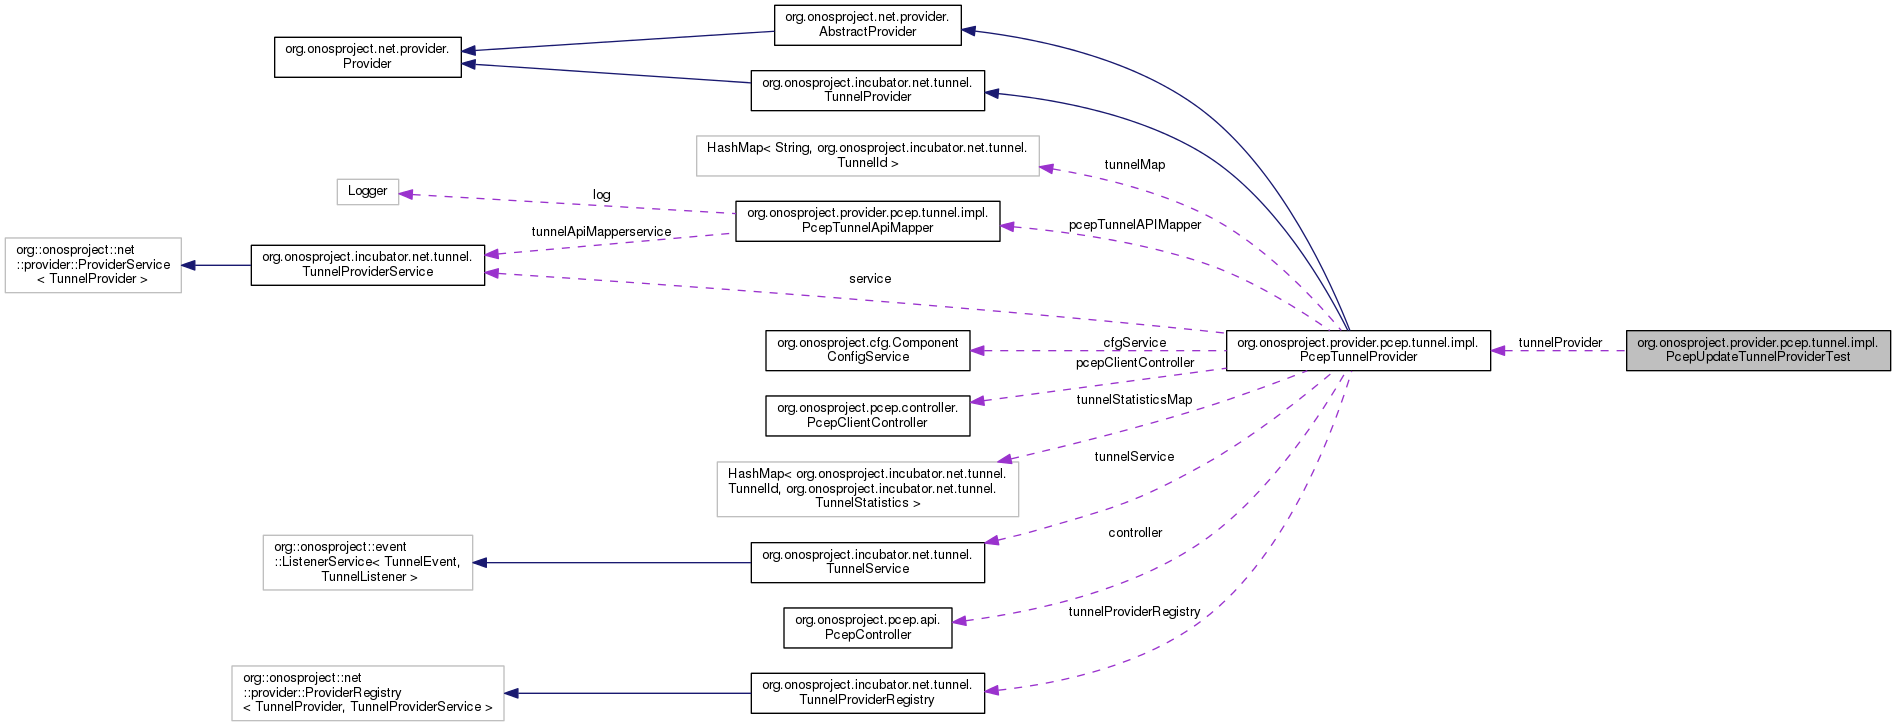 org.onosproject.net.provider.
AbstractProvider
org.onosproject.net.provider.
Provider
org.onosproject.incubator.net.tunnel.
TunnelProvider
HashMap< String, org.onosproject.incubator.net.tunnel.
TunnelId >
tunnelMap
Logger
log
org.onosproject.provider.pcep.tunnel.impl.
PcepTunnelApiMapper
pcepTunnelAPIMapper
tunnelApiMapperservice
org::onosproject::net
::provider::ProviderService
< TunnelProvider >
org.onosproject.incubator.net.tunnel.
TunnelProviderService
service
org.onosproject.cfg.Component
ConfigService
cfgService
org.onosproject.provider.pcep.tunnel.impl.
PcepTunnelProvider
tunnelProvider
org.onosproject.provider.pcep.tunnel.impl.
PcepUpdateTunnelProviderTest
pcepClientController
org.onosproject.pcep.controller.
PcepClientController
tunnelStatisticsMap
HashMap< org.onosproject.incubator.net.tunnel.
TunnelId, org.onosproject.incubator.net.tunnel.
TunnelStatistics >
tunnelService
org::onosproject::event
::ListenerService< TunnelEvent,
TunnelListener >
org.onosproject.incubator.net.tunnel.
TunnelService
controller
org.onosproject.pcep.api.
PcepController
tunnelProviderRegistry
org::onosproject::net
::provider::ProviderRegistry
< TunnelProvider, TunnelProviderService >
org.onosproject.incubator.net.tunnel.
TunnelProviderRegistry